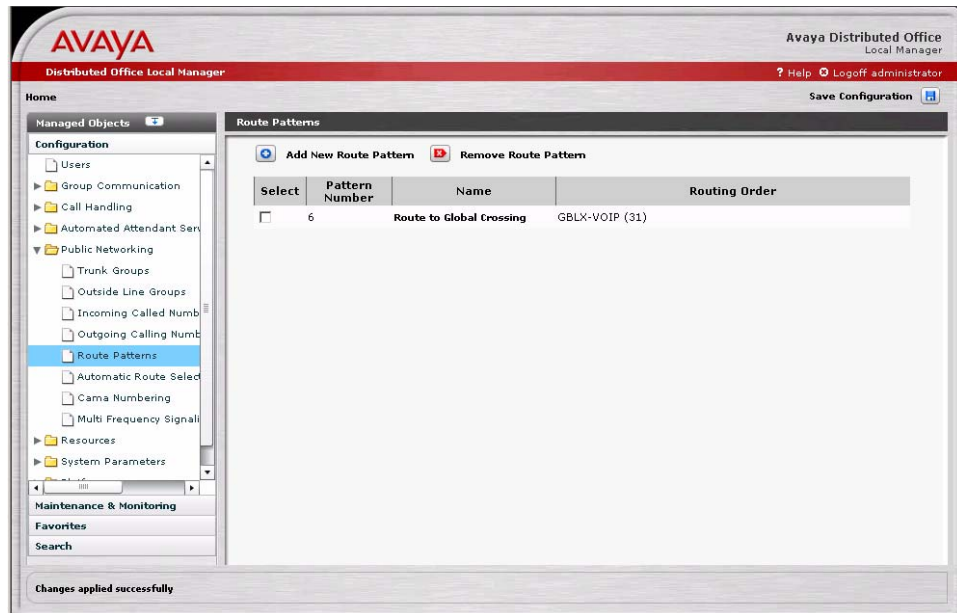 AVAYA
Avaya Distributed Office
Local Manager
Distributed Office Local Manager
? Help Logoff administrator
Home
Save Configuration
Managed Objects
Route Patterns
Configuration
Users
Group Communication
Call Handling
Automated Attendant Serv
Public Networking
Trunk Groups
Outside Line Groups
Incoming Called Numb
Outgoing Calling Numb
Route Patterns
Automatic Route Select
Cama Numbering
Multi Frequency Signali
Resources
System Parameters
Maintenance & Monitoring
Favorites
Search
Add New Route Pattern Remove Route Pattern
Select Pattern Number Name Routing Order
6 Route to Global Crossing GBLX-VOIP (31)
Changes applied successfully